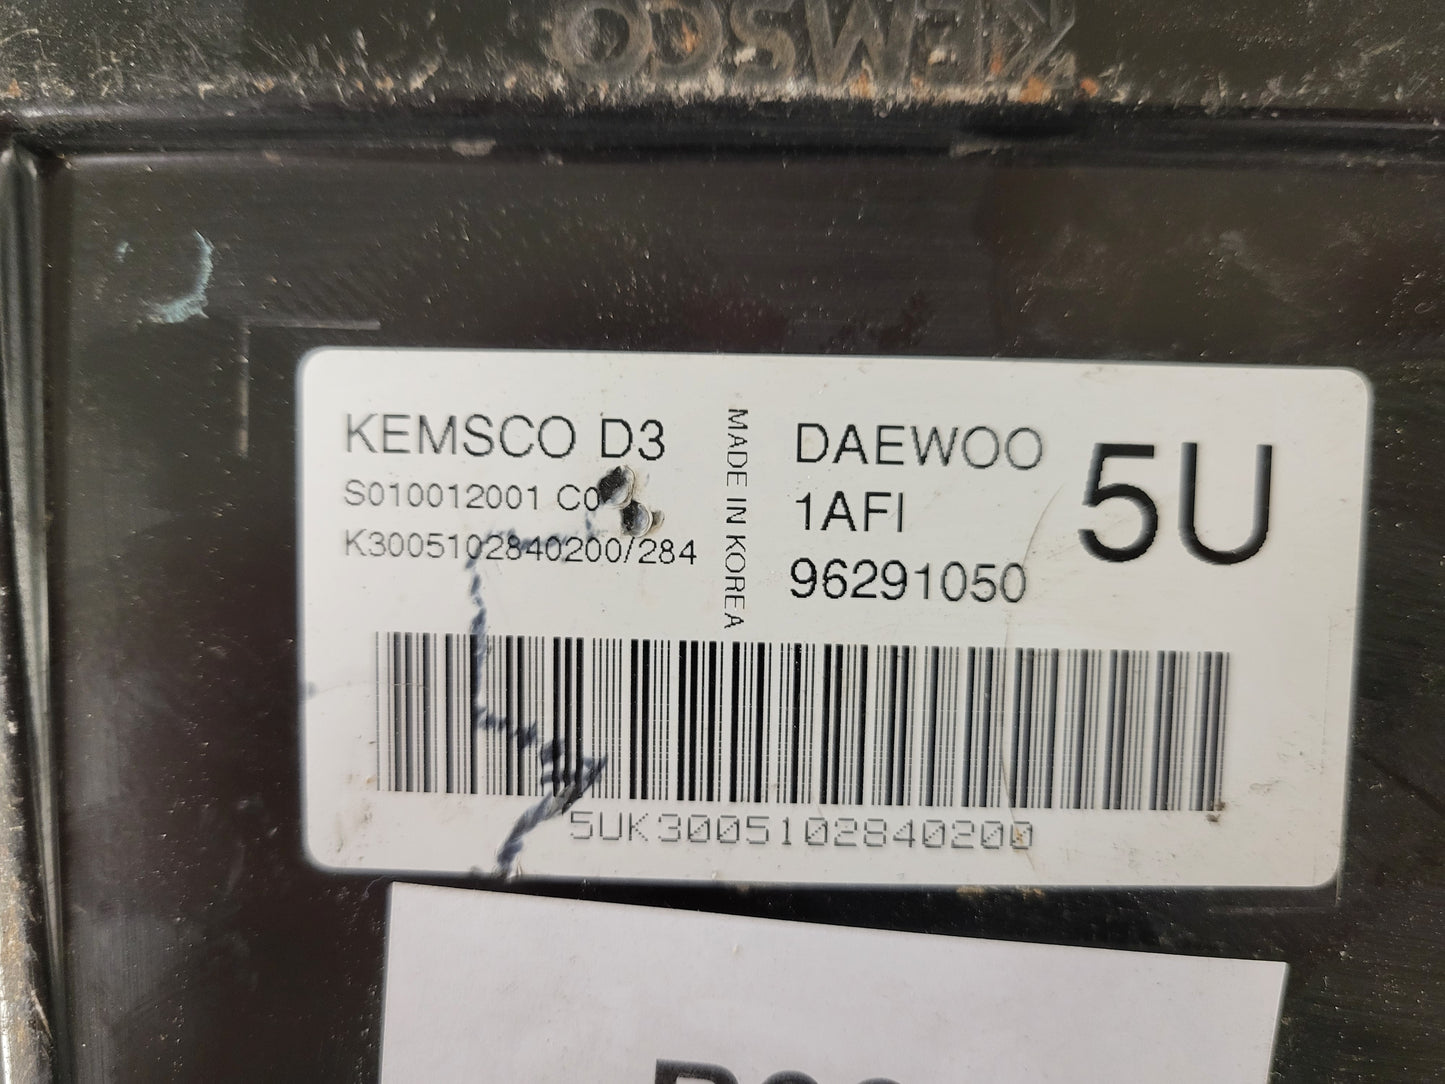 KEMSCO
KEMSCO D3
S010012001 C0
K3005102840200/284
MADE IN KOREA
DAEWOO
1AFI
96291050
5U
5UK3005102840200